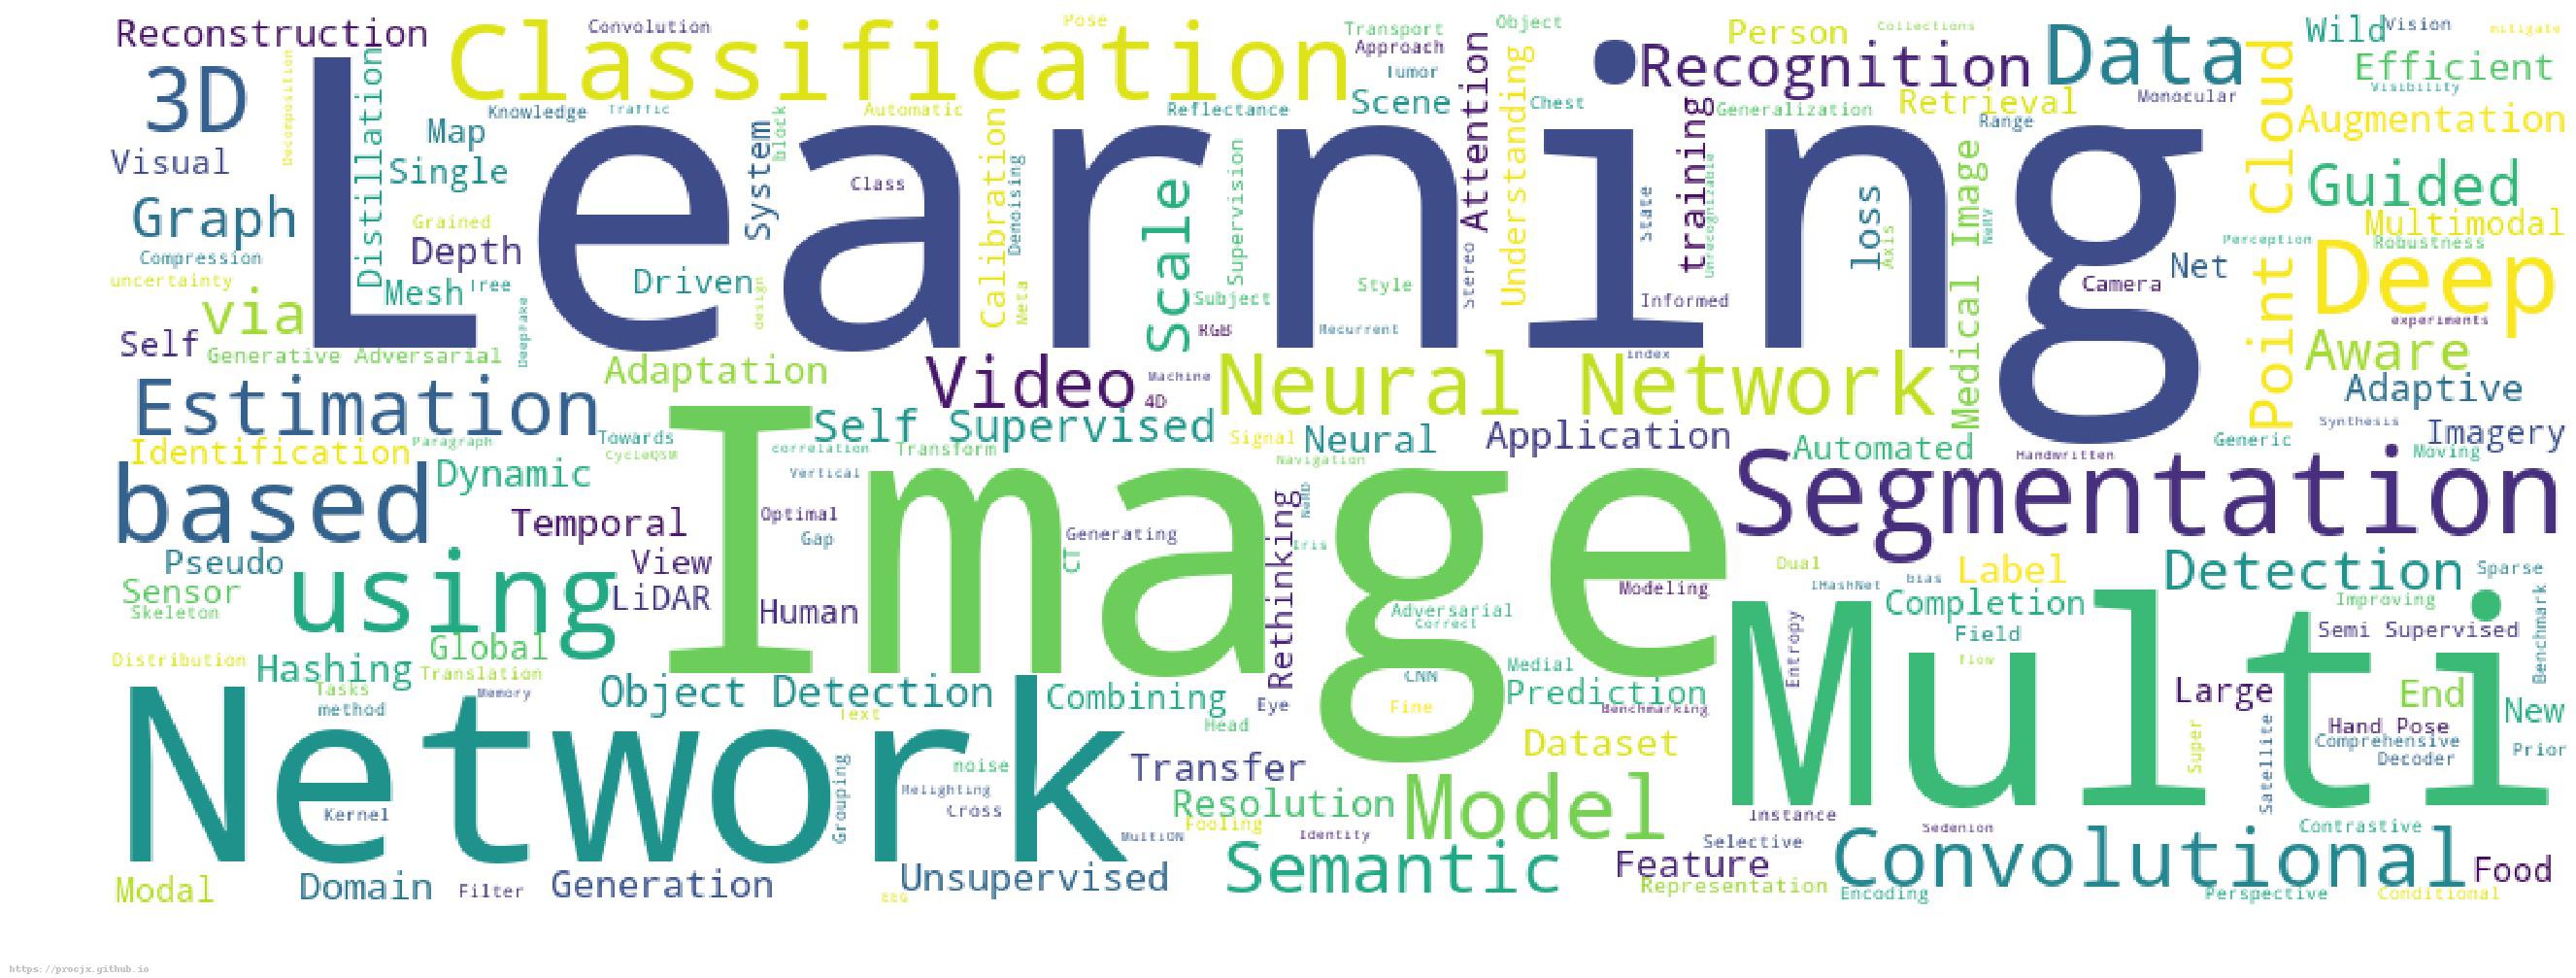 Reconstruction
Classification
Convolution
Pose
Transport
Object
Approach
Person
Collections
Data
Wild
Vision
mitigate
3D
Decomposition
Distillation
Learning
Recognition
Efficient
Visibility
Tumor
Scene
Attention
Understanding
Chest
training
Generalization
Retrieval
Monocular
Point Cloud
Augmentation
Knowledge
Traffic
Automatic
Reflectance
Range
Map
System
block
Visual
Single
Class
Calibration
Denoising
Scale
Supervision
State
Unrecognizable
loss
Axis
Medical Image
NeRV
Guided
Graph
Grained
Multimodal
Depth
Stereo
Perception
Robustness
Compression
uncertainty
Driven
design
Meta
Subject
Style
Informed
Camera
Net
Deep
Mesh
Tree
via
DeepFake
RGB
Recurrent
experiments
Self
Generative Adversarial
Adaptation
Video
Machine
4D
Neural Network
index
Aware
Estimation
Adaptive
Image
Self Supervised
Signal
Neural
Application
Automated
Generic
Synthesis
Imagery
Moving
Identification
Paragraph
Towards
CycleQSM
correlation
Transform
Navigation
Handwritten
based
Dynamic
Vertical
Segmentation
Temporal
Optimal
Gap
Generating
Rethinking
NeRD
Iris
Pseudo
View
CT
Modeling
Dual
IHashNet
bias
Label
Detection
Sparse
Sensor
using
LiDAR
Human
Adversarial
Correct
Completion
Improving
Skeleton
Entropy
Field
Semi Supervised
Benchmark
Global
Distribution
Hashing
Translation
Medial
flow
Multi
Tasks
Memory
Object Detection
Combining
CNN
Prediction
Large
End
Network
method
Text
Eye
Fine
Benchmarking
New
Head
Hand Pose
Dataset
Super
Satellite
Comprehensive
Prior
Decoder
Grouping
noise
Transfer
Relighting
Kernel
Cross
Resolution
Model
Instance
MultiON
Fooling
Identity
Sedenion
Contrastive
Selective
Semantic
Feature
Convolutional
Food
Modal
Domain
Filter
Generation
Unsupervised
EEG
Representation
Encoding
Perspective
Conditional
https://procjx.github.io